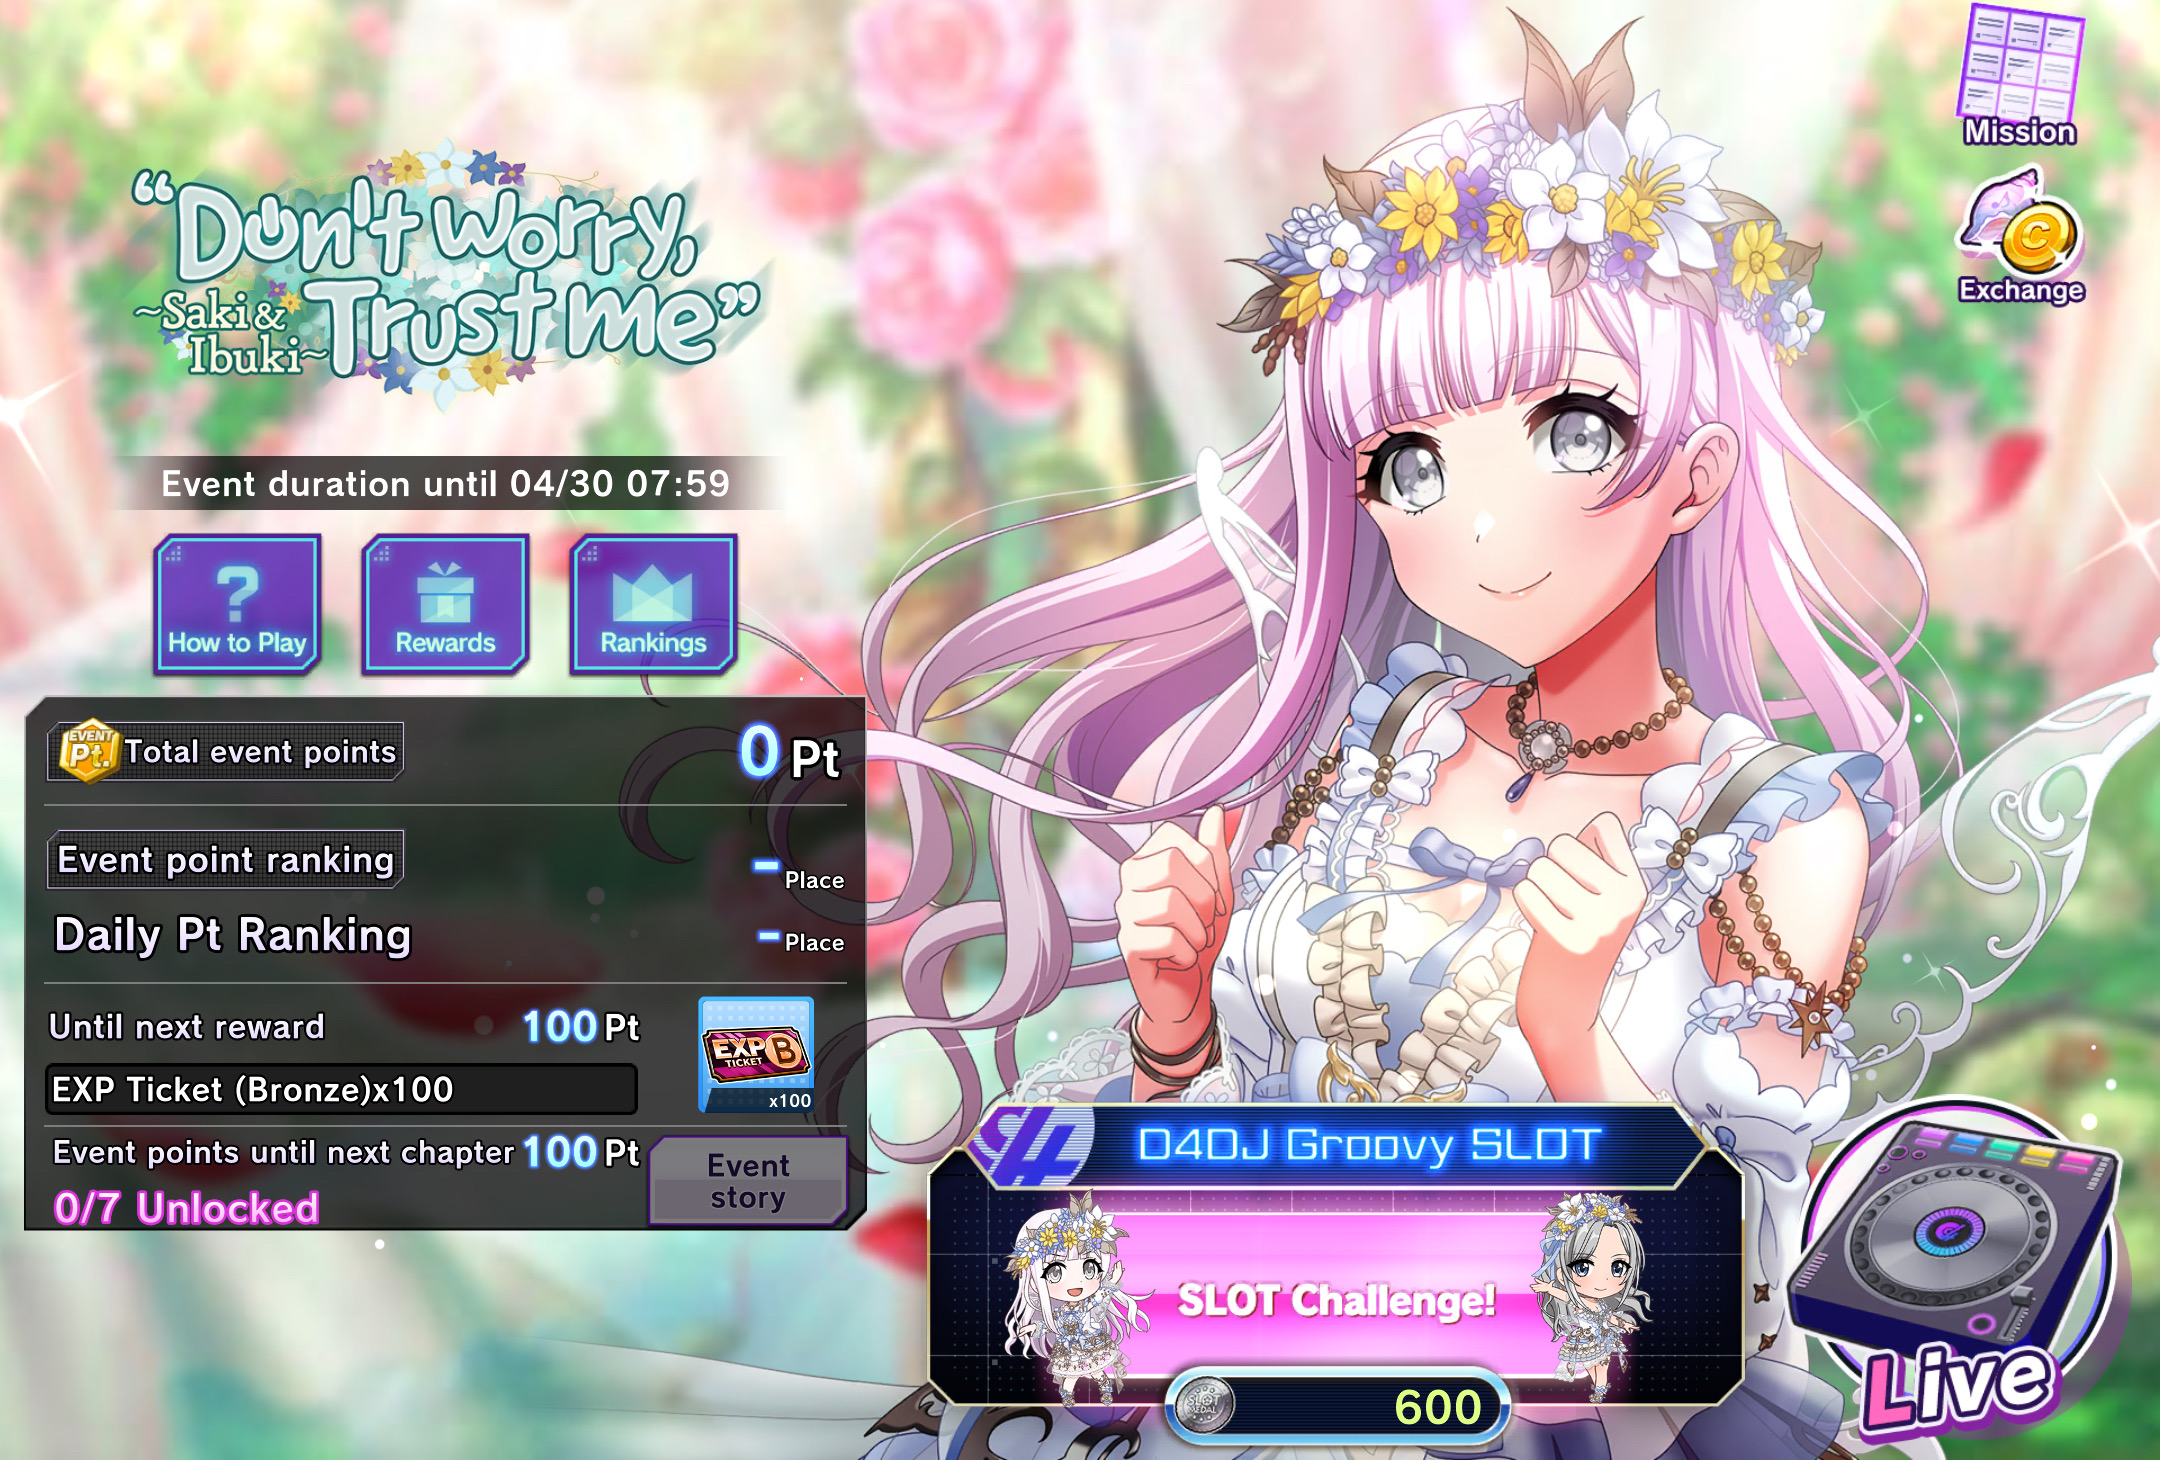 “Don't worry,
Trust me”
~Saki &
Ibuki~
Event duration until 04/30 07:59
How to Play
Rewards
Rankings
EVENT
Pt.
Total event points
0 Pt
Event point ranking
- Place
Daily Pt Ranking
- Place
Until next reward
100 Pt
EXP Ticket (Bronze)x100
EXP B
TICKET
x100
Event points until next chapter 100 Pt
0/7 Unlocked
Event
story
Mission
C
Exchange
D4DJ Groovy SLOT
SLOT Challenge!
SLOT
MEDAL
600
Live